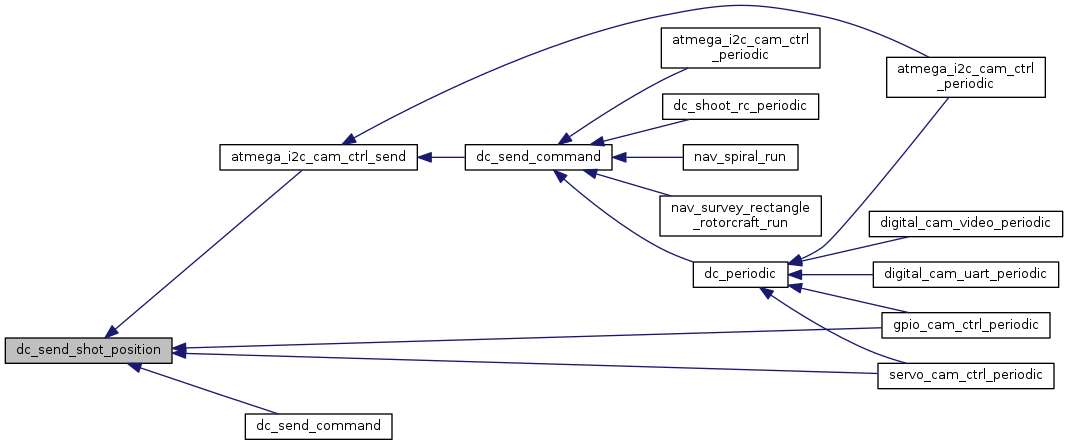 atmega_i2c_cam_ctrl
_periodic
atmega_i2c_cam_ctrl
_periodic
dc_shoot_rc_periodic
atmega_i2c_cam_ctrl_send
dc_send_command
nav_spiral_run
nav_survey_rectangle
_rotorcraft_run
digital_cam_video_periodic
dc_periodic
digital_cam_uart_periodic
gpio_cam_ctrl_periodic
dc_send_shot_position
servo_cam_ctrl_periodic
dc_send_command